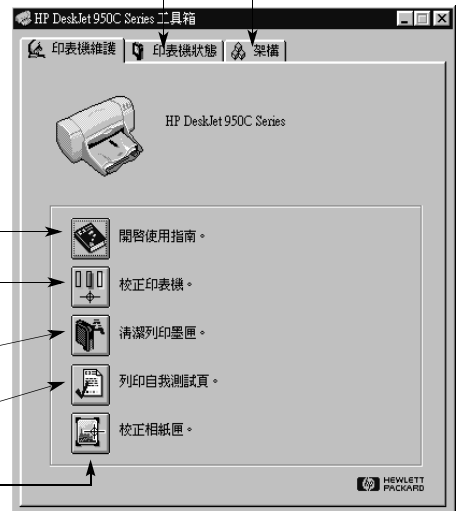 HP DeskJet 950C Series 工具箱
印表機維護 印表機狀態 架構
HP DeskJet 950C Series
開啓使用指南。
校正印表機。
清潔列印墨匣。
列印自我測試頁。
校正相紙匣。
hp HEWLETT
PACKARD